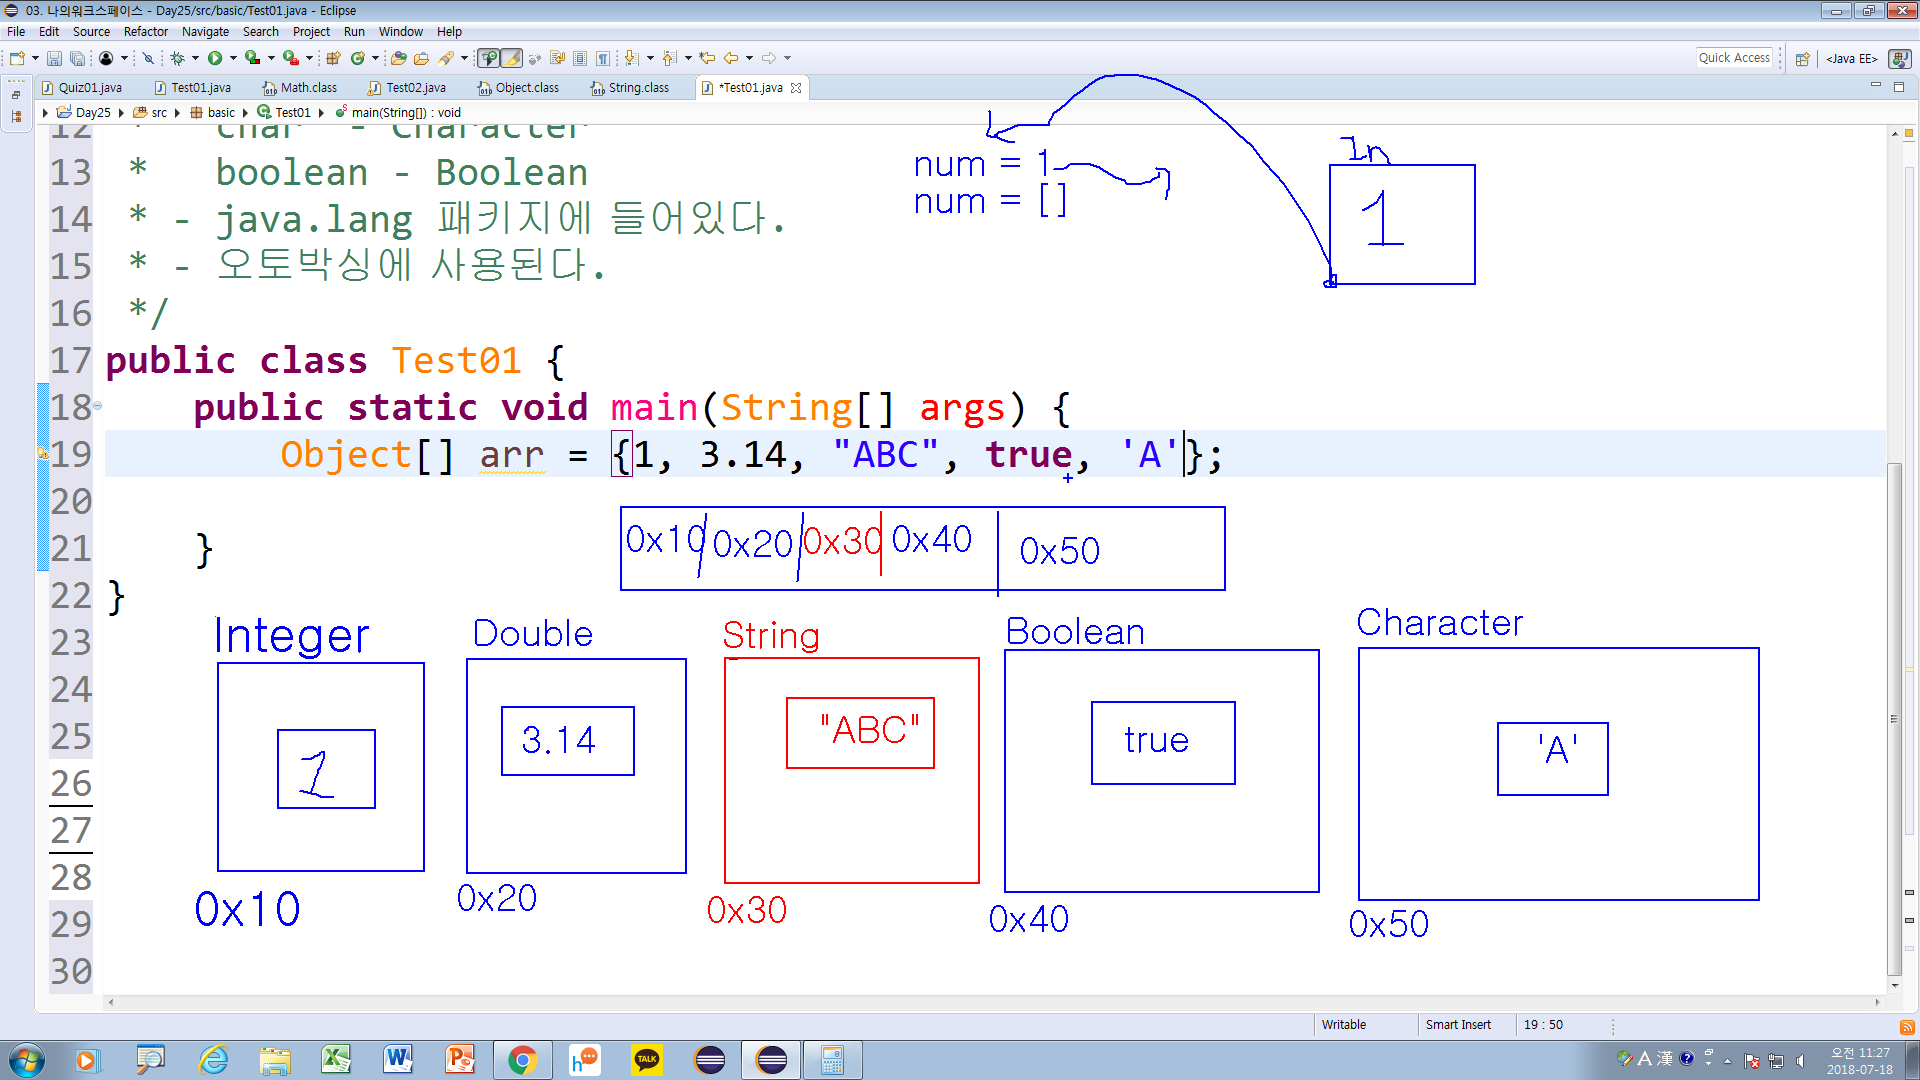 03. 나의워크스페이스 - Day25/src/basic/Test01.java - Eclipse
File Edit Source Refactor Navigate Search Project Run Window Help
Quick Access <Java EE>
Quiz01.java Test01.java Math.class Test02.java Object.class String.class *Test01.java
Day25 src basic Test01 main(String[]) : void
12 * char - Character
13 * boolean - Boolean
14 * - java.lang 패키지에 들어있다.
15 * - 오토박싱에 사용된다.
16 */
17 public class Test01 {
18 public static void main(String[] args) {
19 Object[] arr = {1, 3.14, "ABC", true, 'A'};
20
21 }
22 }
23
24
25
26
27
28
29
30
num = 1
num = []
In
1
0x10 0x20 0x30 0x40 0x50
Integer Double String Boolean Character
1 3.14 "ABC" true 'A'
0x10 0x20 0x30 0x40 0x50
Writable Smart Insert 19 : 50
TALK
A 漢
오전 11:27
2018-07-18